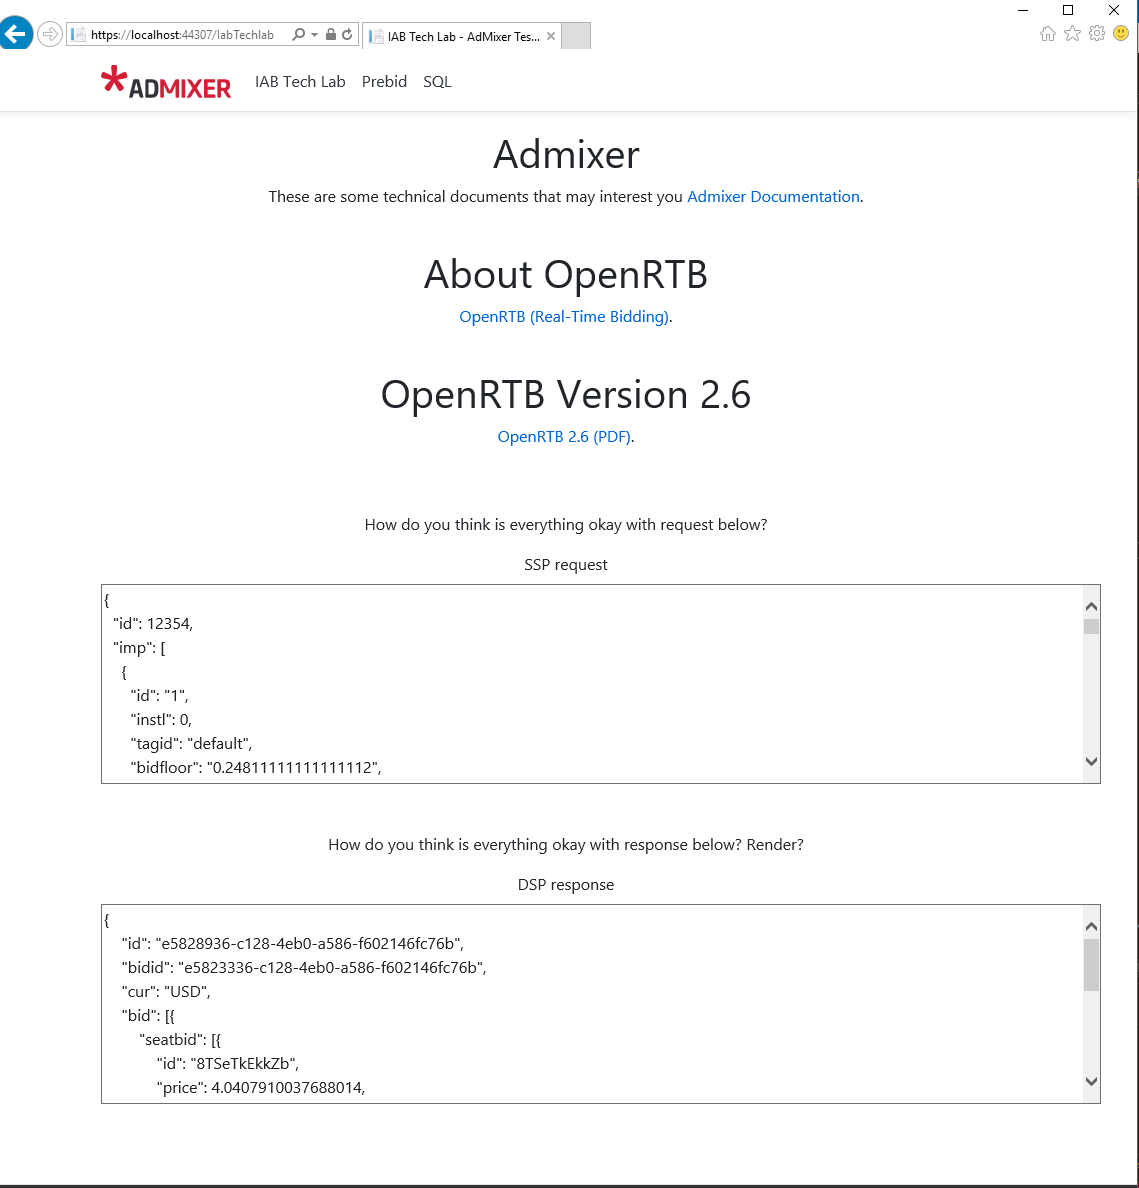 https://localhost:44307/IabTechlab
IAB Tech Lab - AdMixer Tes...
ADMIXER
IAB Tech Lab
Prebid
SQL
Admixer
These are some technical documents that may interest you Admixer Documentation.
About OpenRTB
OpenRTB (Real-Time Bidding).
OpenRTB Version 2.6
OpenRTB 2.6 (PDF).
How do you think is everything okay with request below?
SSP request
{
"id": 12354,
"imp": [
{
"id": "1",
"instl": 0,
"tagid": "default",
"bidfloor": "0.24811111111111112",
How do you think is everything okay with response below? Render?
DSP response
{
"id": "e5828936-c128-4eb0-a586-f602146fc76b",
"bidid": "e5823336-c128-4eb0-a586-f602146fc76b",
"cur": "USD",
"bid": [{
"seatbid": [{
"id": "8TSeTkEkkZb",
"price": 4.0407910037688014,